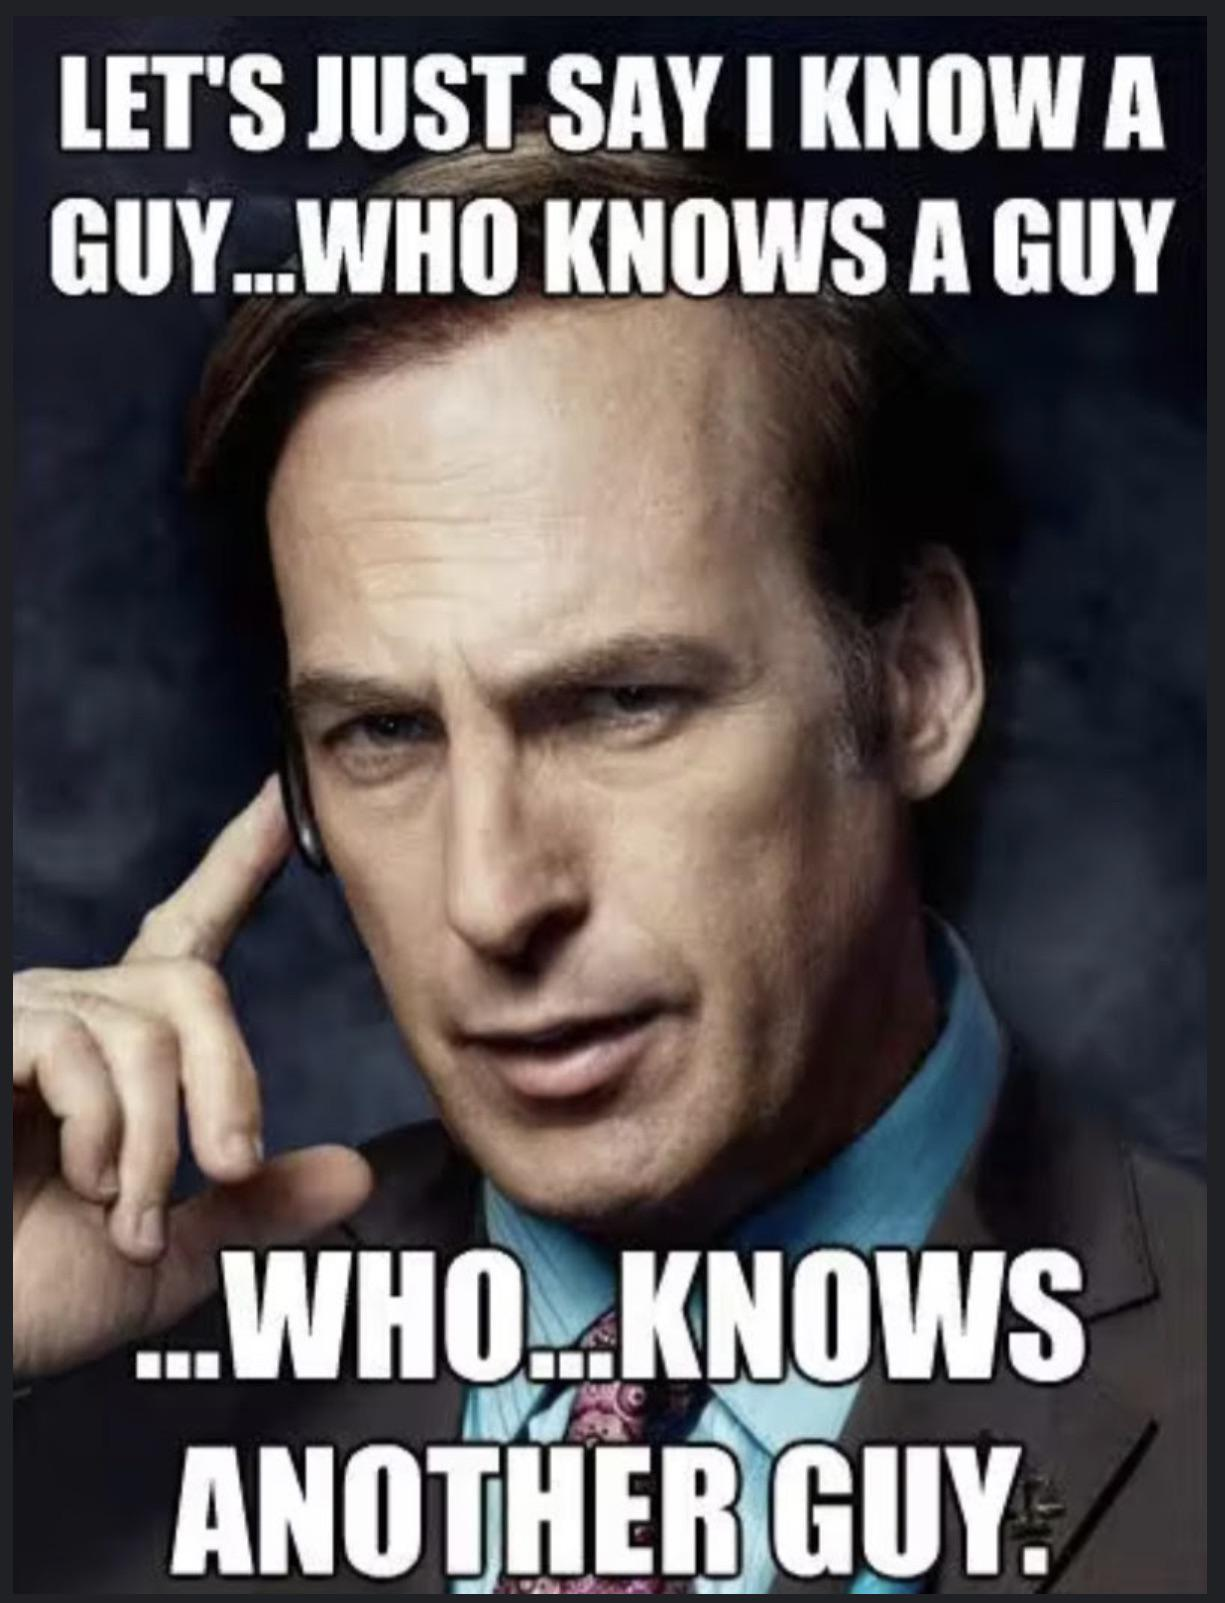 LET'S JUST SAY I KNOW A
GUY...WHO KNOWS A GUY
...WHO...KNOWS
ANOTHER GUY.